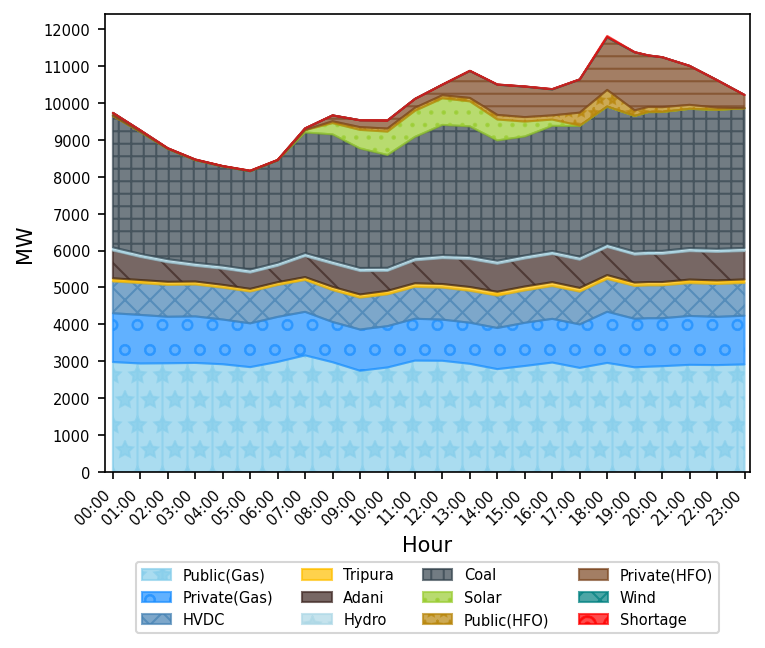 12000
11000
10000
9000
8000
7000
6000
5000
4000
3000
2000
1000
0
MW
00:00 01:00 02:00 03:00 04:00 05:00 06:00 07:00 08:00 09:00 10:00 11:00 12:00 13:00 14:00 15:00 16:00 17:00 18:00 19:00 20:00 21:00 22:00 23:00
Hour
Public(Gas) Tripura Coal Private(HFO)
Private(Gas) Adani Solar Wind
HVDC Hydro Public(HFO) Shortage